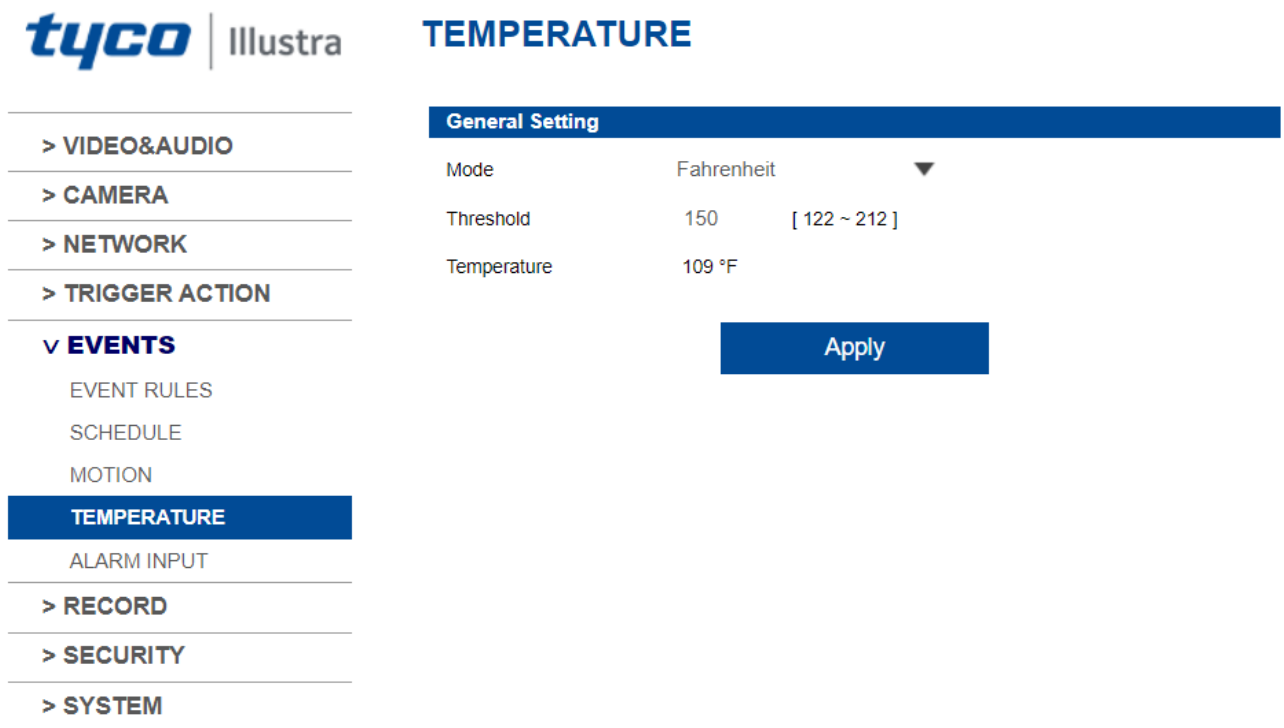 tyco | Illustra
TEMPERATURE
> VIDEO&AUDIO
> CAMERA
> NETWORK
> TRIGGER ACTION
v EVENTS
EVENT RULES
SCHEDULE
MOTION
TEMPERATURE
ALARM INPUT
> RECORD
> SECURITY
> SYSTEM
General Setting
Mode Fahrenheit
Threshold 150 [ 122 ~ 212 ]
Temperature 109 °F
Apply